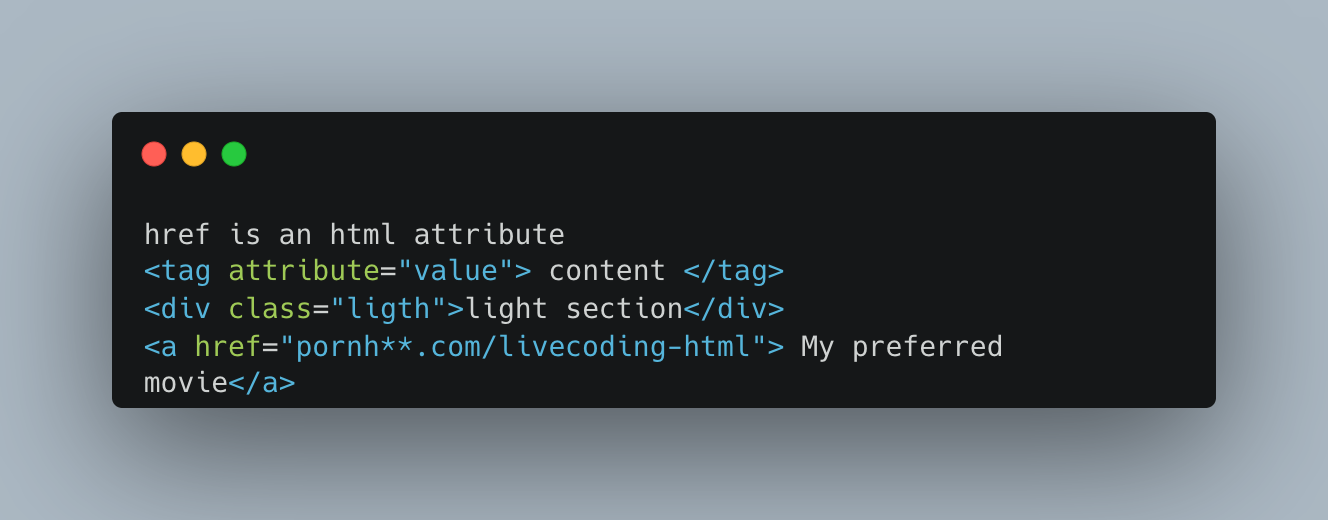 href is an html attribute
<tag attribute="value"> content </tag>
<div class="ligth">light section</div>
<a href="pornh**.com/livecoding-html"> My preferred
movie</a>